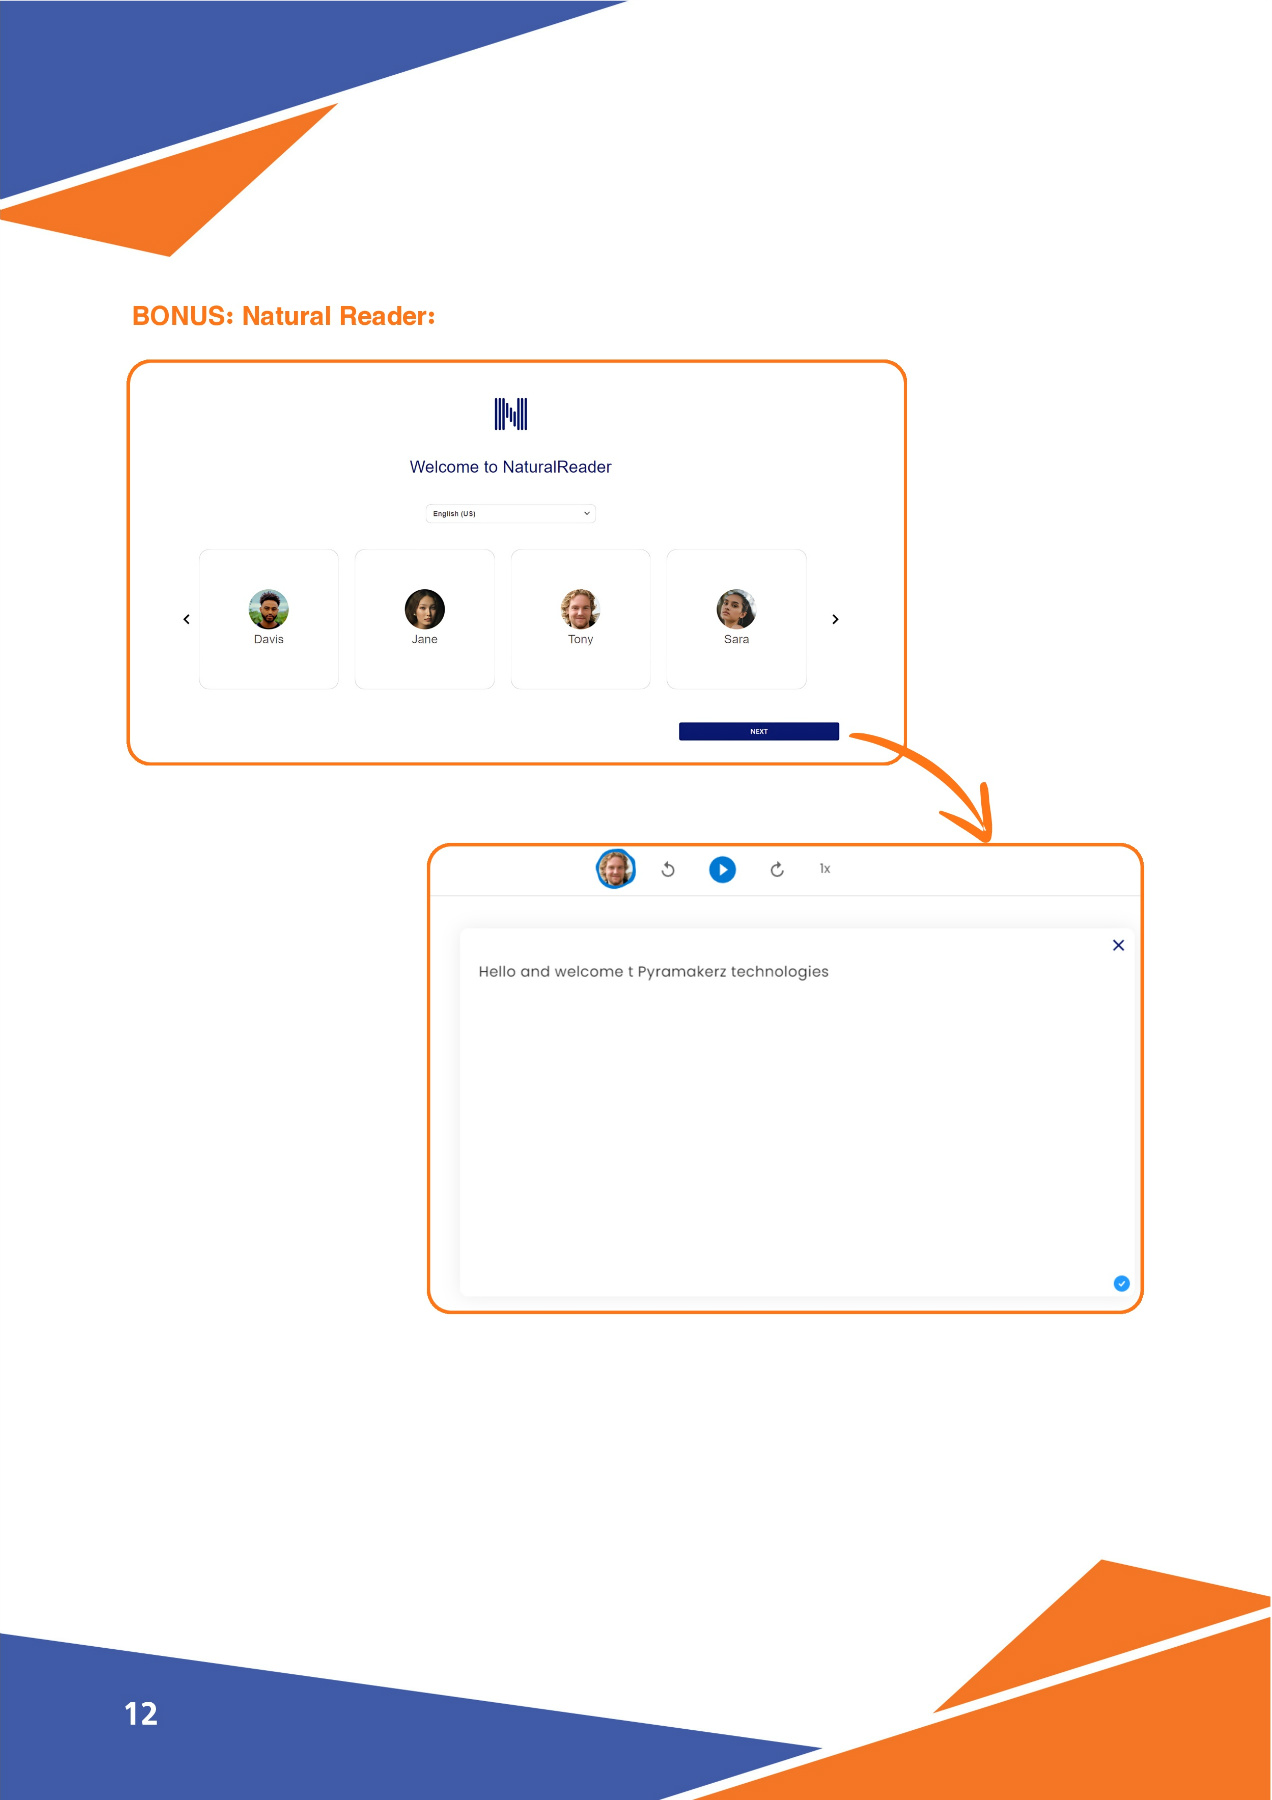 BONUS: Natural Reader:
Welcome to NaturalReader
English (US)
Davis
Jane
Tony
Sara
NEXT
1x
Hello and welcome t Pyramakerz technologies
12